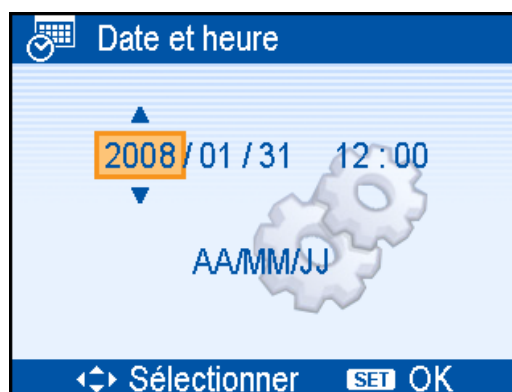 Date et heure
2008 / 01 / 31 12 : 00
AA/MM/JJ
Sélectionner SET OK